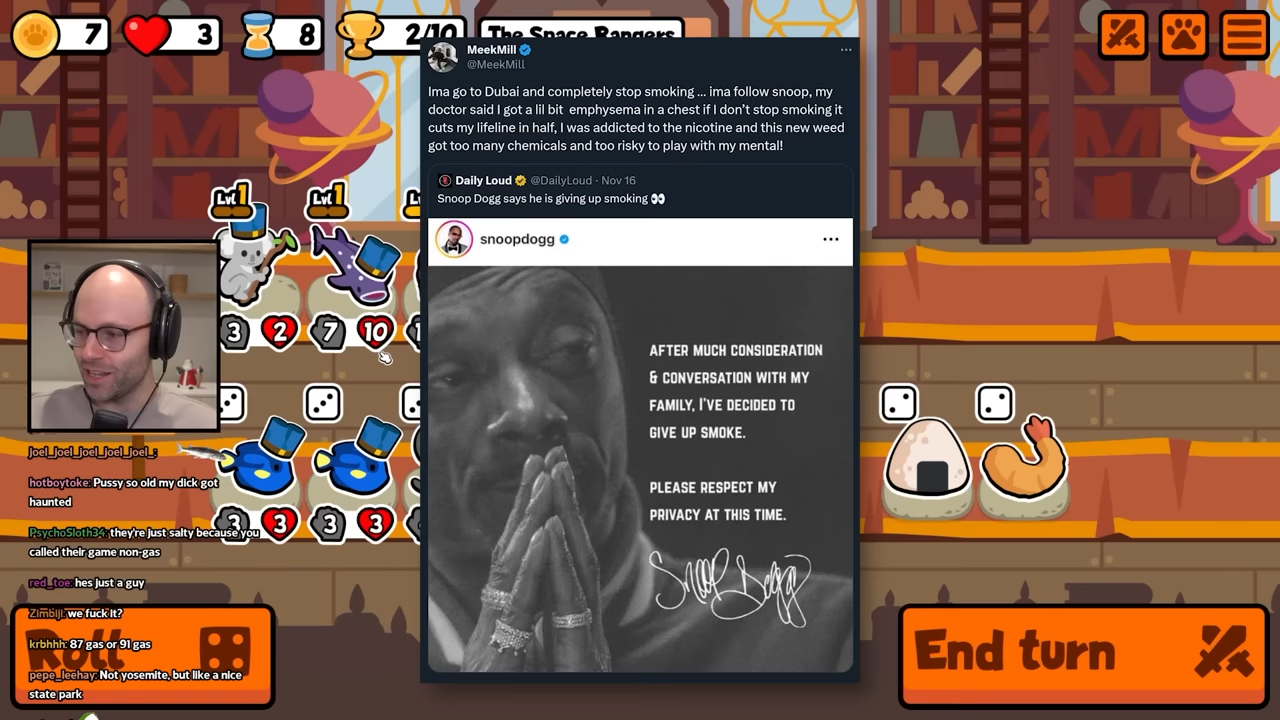 7
3
8
2/10
The Space Rangers
MeekMill
@MeekMill
Ima go to Dubai and completely stop smoking ... ima follow snoop, my
doctor said I got a lil bit  emphysema in a chest if I don't stop smoking it
cuts my lifeline in half, I was addicted to the nicotine and this new weed
got too many chemicals and too risky to play with my mental!
Daily Loud @DailyLoud · Nov 16
Snoop Dogg says he is giving up smoking 👀
snoopdogg
AFTER MUCH CONSIDERATION
& CONVERSATION WITH MY
FAMILY, I'VE DECIDED TO
GIVE UP SMOKE.
PLEASE RESPECT MY
PRIVACY AT THIS TIME.
Snoop Dogg
Lvl 1
Lvl 1
3
2
7
10
3
3
3
3
Joel_Joel_Joel_Joel_Joel_:
hotboytoke: Pussy so old my dick got
haunted
PsychoSloth34: they're just salty because you
called their game non-gas
red_toe: hes just a guy
Zimbiji: we fuck it?
krbhhh: 87 gas or 91 gas
pepe_leehay: Not yosemite, but like a nice
state park
Roll
End turn